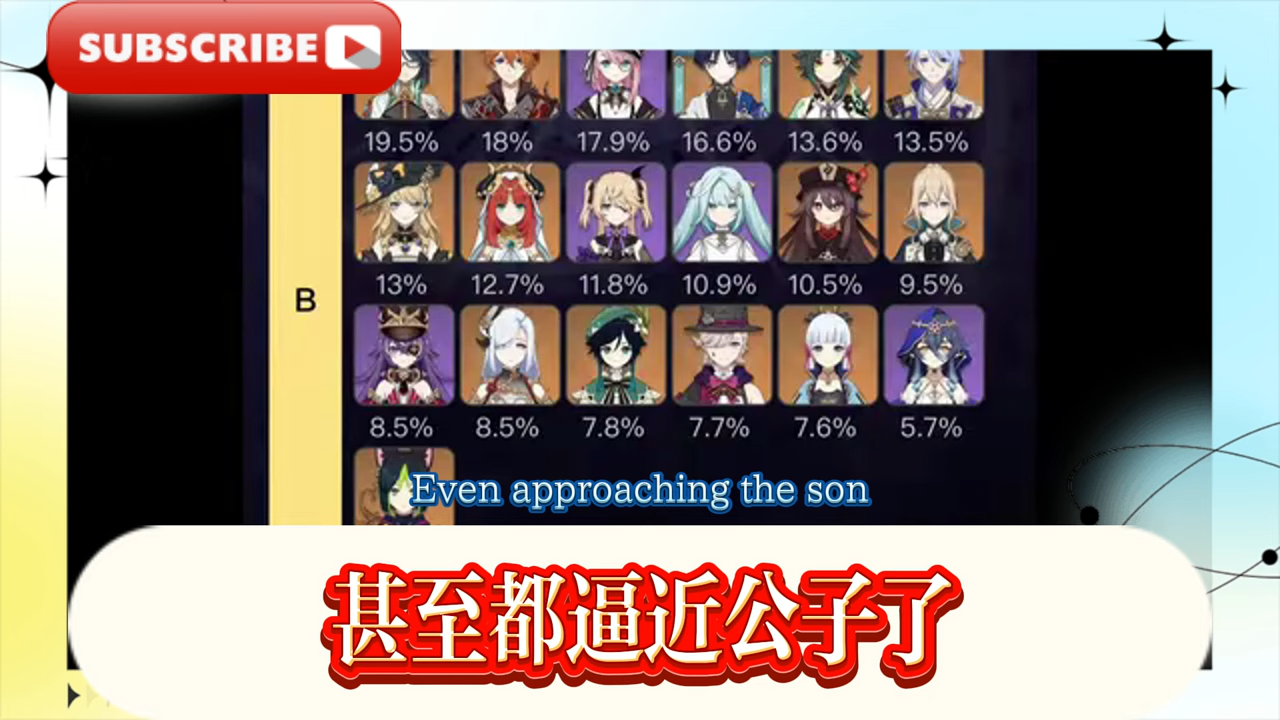 SUBSCRIBE
19.5% 18% 17.9% 16.6% 13.6% 13.5%
13% 12.7% 11.8% 10.9% 10.5% 9.5%
B
8.5% 8.5% 7.8% 7.7% 7.6% 5.7%
Even approaching the son
甚至都逼近公子了